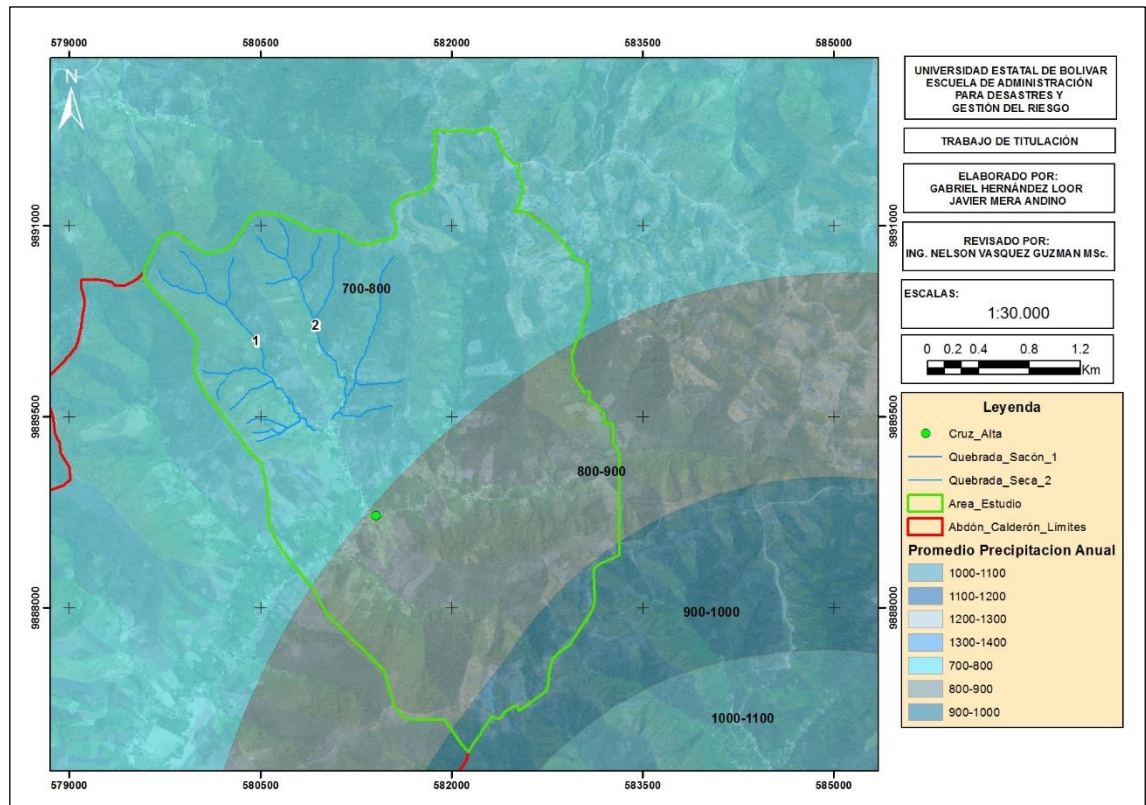 579000 580500 582000 583500 585000
N
9891000 9891000
700-800
1 2
9889500 9889500
800-900
9888000 9888000
900-1000
1000-1100
579000 580500 582000 583500 585000
UNIVERSIDAD ESTATAL DE BOLIVAR
ESCUELA DE ADMINISTRACIÓN
PARA DESASTRES Y
GESTIÓN DEL RIESGO
TRABAJO DE TITULACIÓN
ELABORADO POR:
GABRIEL HERNÁNDEZ LOOR
JAVIER MERA ANDINO
REVISADO POR:
ING. NELSON VASQUEZ GUZMAN MSc.
ESCALAS:
1:30.000
0 0.2 0.4 0.8 1.2
Km
Leyenda
Cruz_Alta
Quebrada_Sacón_1
Quebrada_Seca_2
Area_Estudio
Abdón_Calderón_Límites
Promedio Precipitacion Anual
1000-1100
1100-1200
1200-1300
1300-1400
700-800
800-900
900-1000